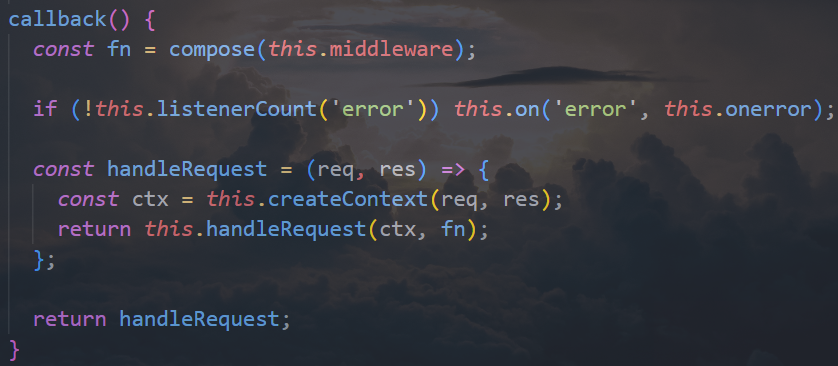 callback() {
const fn = compose(this.middleware);
if (!this.listenerCount('error')) this.on('error', this.onerror);
const handleRequest = (req, res) => {
const ctx = this.createContext(req, res);
return this.handleRequest(ctx, fn);
};
return handleRequest;
}